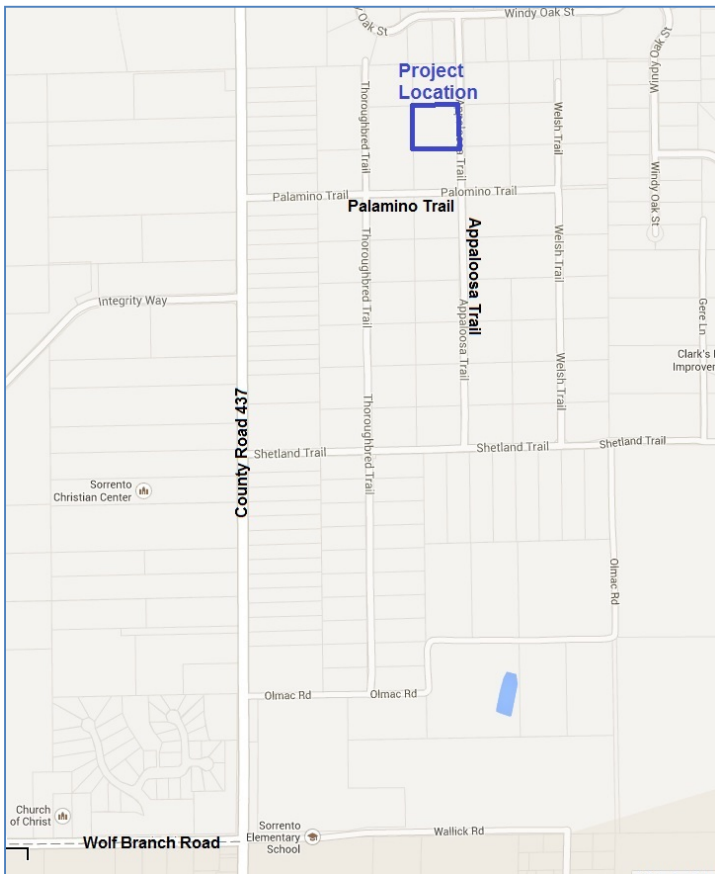 Windy Oak St
y Oak St
Windy Oak St
Project
Location
Thoroughbred Trail
Appaloosa Trail
Welsh Trail
Windy Oak St
Palamino Trail
Palomino Trail
Palamino Trail
Thoroughbred Trail
Appaloosa Trail
Welsh Trail
Integrity Way
Appaloosa Trail
Gere Ln
Clark's
Improvem
Welsh Trail
Thoroughbred Trail
County Road 437
Shetland Trail
Shetland Trail
Shetland Trail
Sorrento
Christian Center
Olmac Rd
Olmac Rd
Olmac Rd
Church
of Christ
Wolf Branch Road
Sorrento
Elementary
School
Wallick Rd